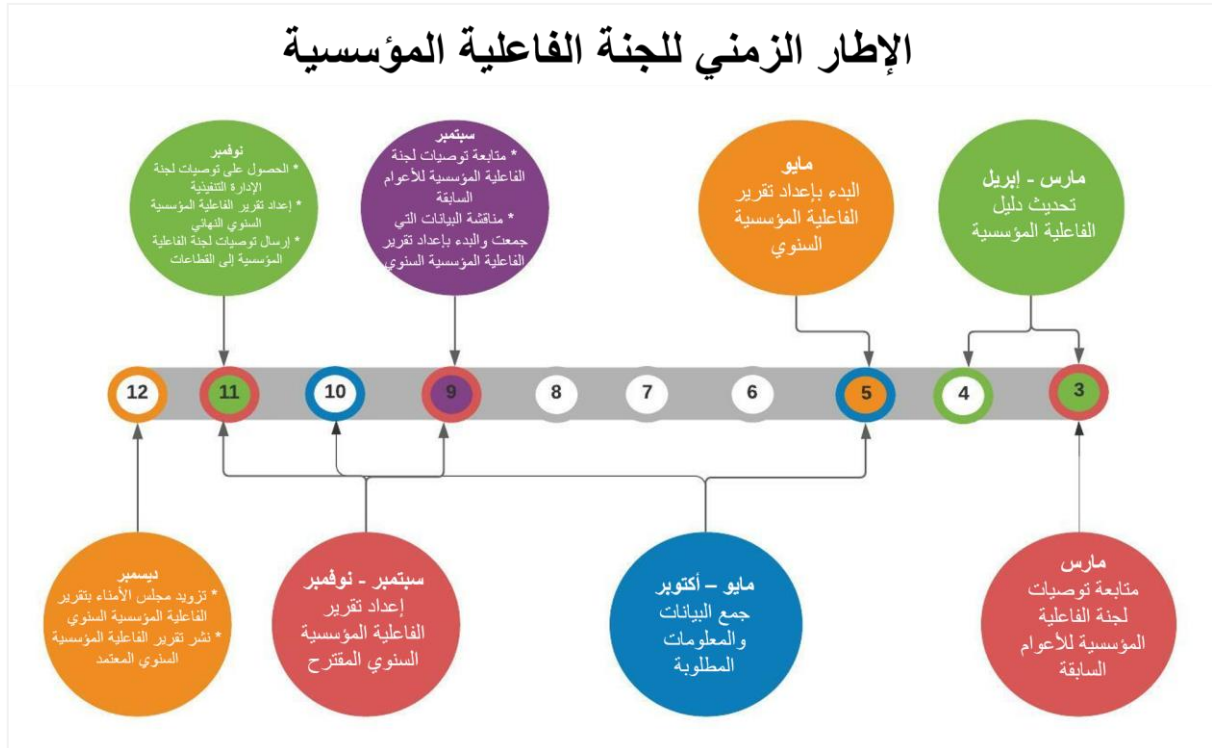 الإطار الزمني للجنة الفاعلية المؤسسية
مارس - إبريل
تحديث دليل
الفاعلية المؤسسية
مايو
البدء بإعداد تقرير
الفاعلية المؤسسية
السنوي
سبتمبر
* متابعة توصيات لجنة
الفاعلية المؤسسية للأعوام
السابقة
* مناقشة البيانات التي
جمعت والبدء بإعداد تقرير
الفاعلية المؤسسية السنوي
نوفمبر
* الحصول على توصيات لجنة
الإدارة التنفيذية
* إعداد تقرير الفاعلية المؤسسية
السنوي النهائي
* إرسال توصيات لجنة الفاعلية
المؤسسية إلى القطاعات
3
4
5
6
7
8
9
10
11
12
مارس
متابعة توصيات
لجنة الفاعلية
المؤسسية للأعوام
السابقة
مايو – أكتوبر
جمع البيانات
والمعلومات
المطلوبة
سبتمبر - نوفمبر
إعداد تقرير
الفاعلية المؤسسية
السنوي المقترح
ديسمبر
* تزويد مجلس الأمناء بتقرير
الفاعلية المؤسسية السنوي
* نشر تقرير الفاعلية المؤسسية
السنوي المعتمد